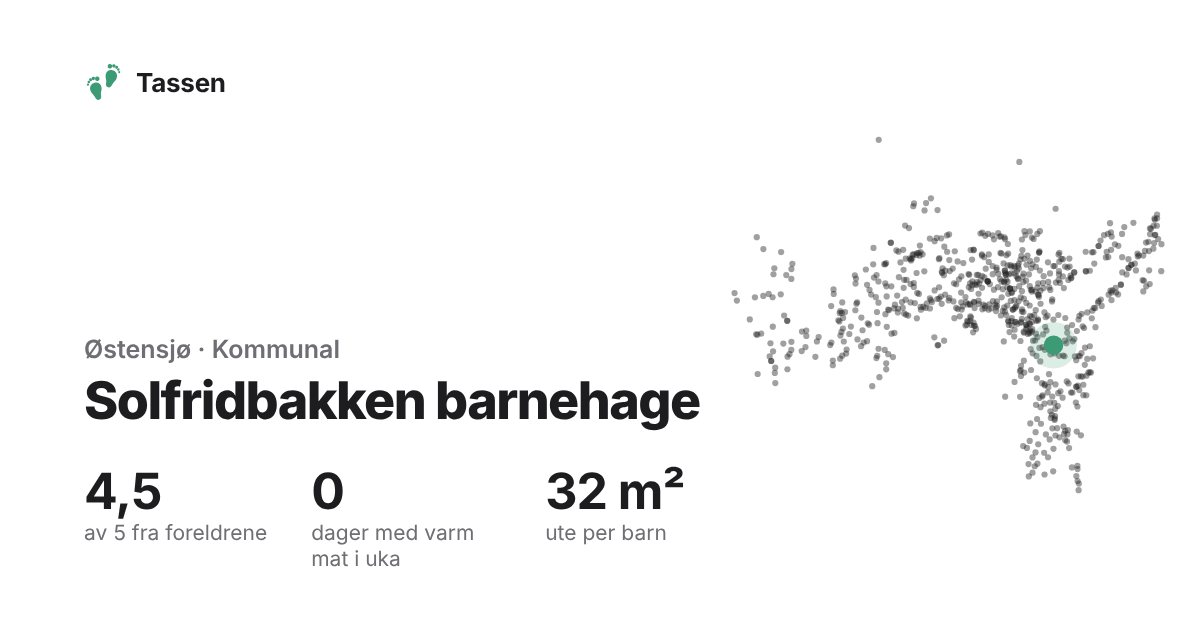 Tassen
Østensjø · Kommunal
Solfridbakken barnehage
4,5
av 5 fra foreldrene
0
dager med varm
mat i uka
32 m²
ute per barn